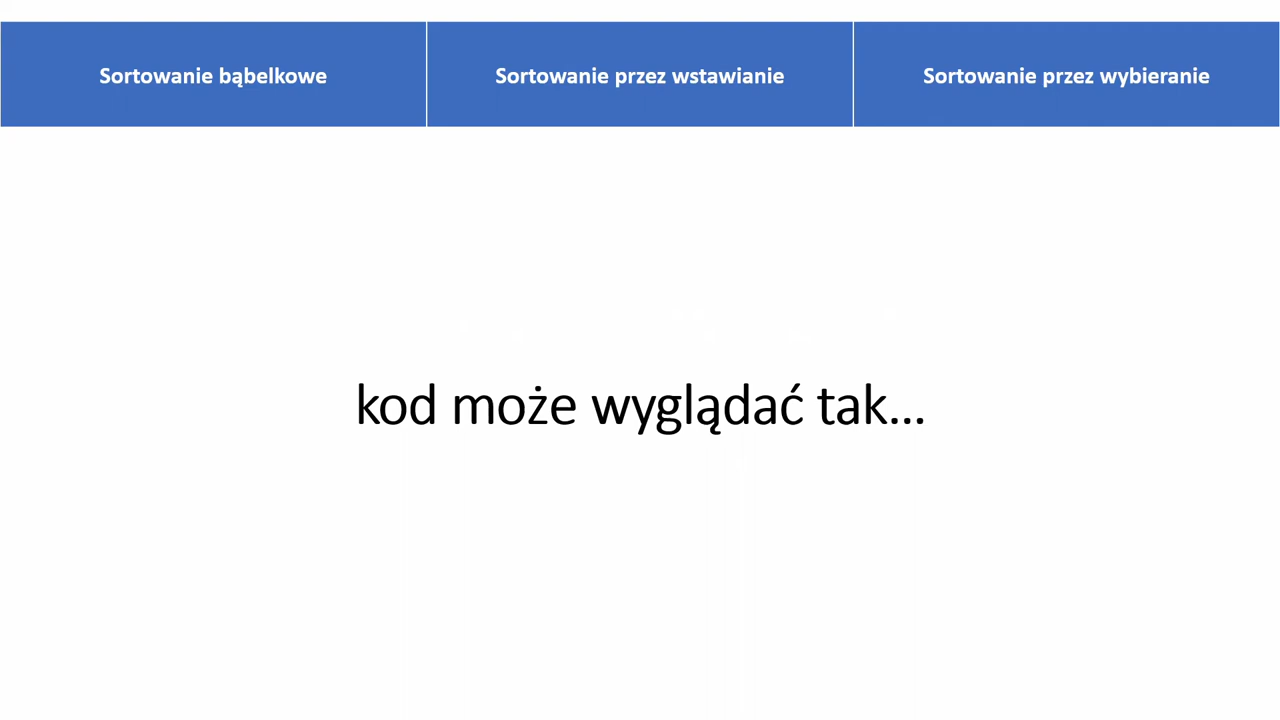 Sortowanie bąbelkowe
Sortowanie przez wstawianie
Sortowanie przez wybieranie
kod może wyglądać tak...